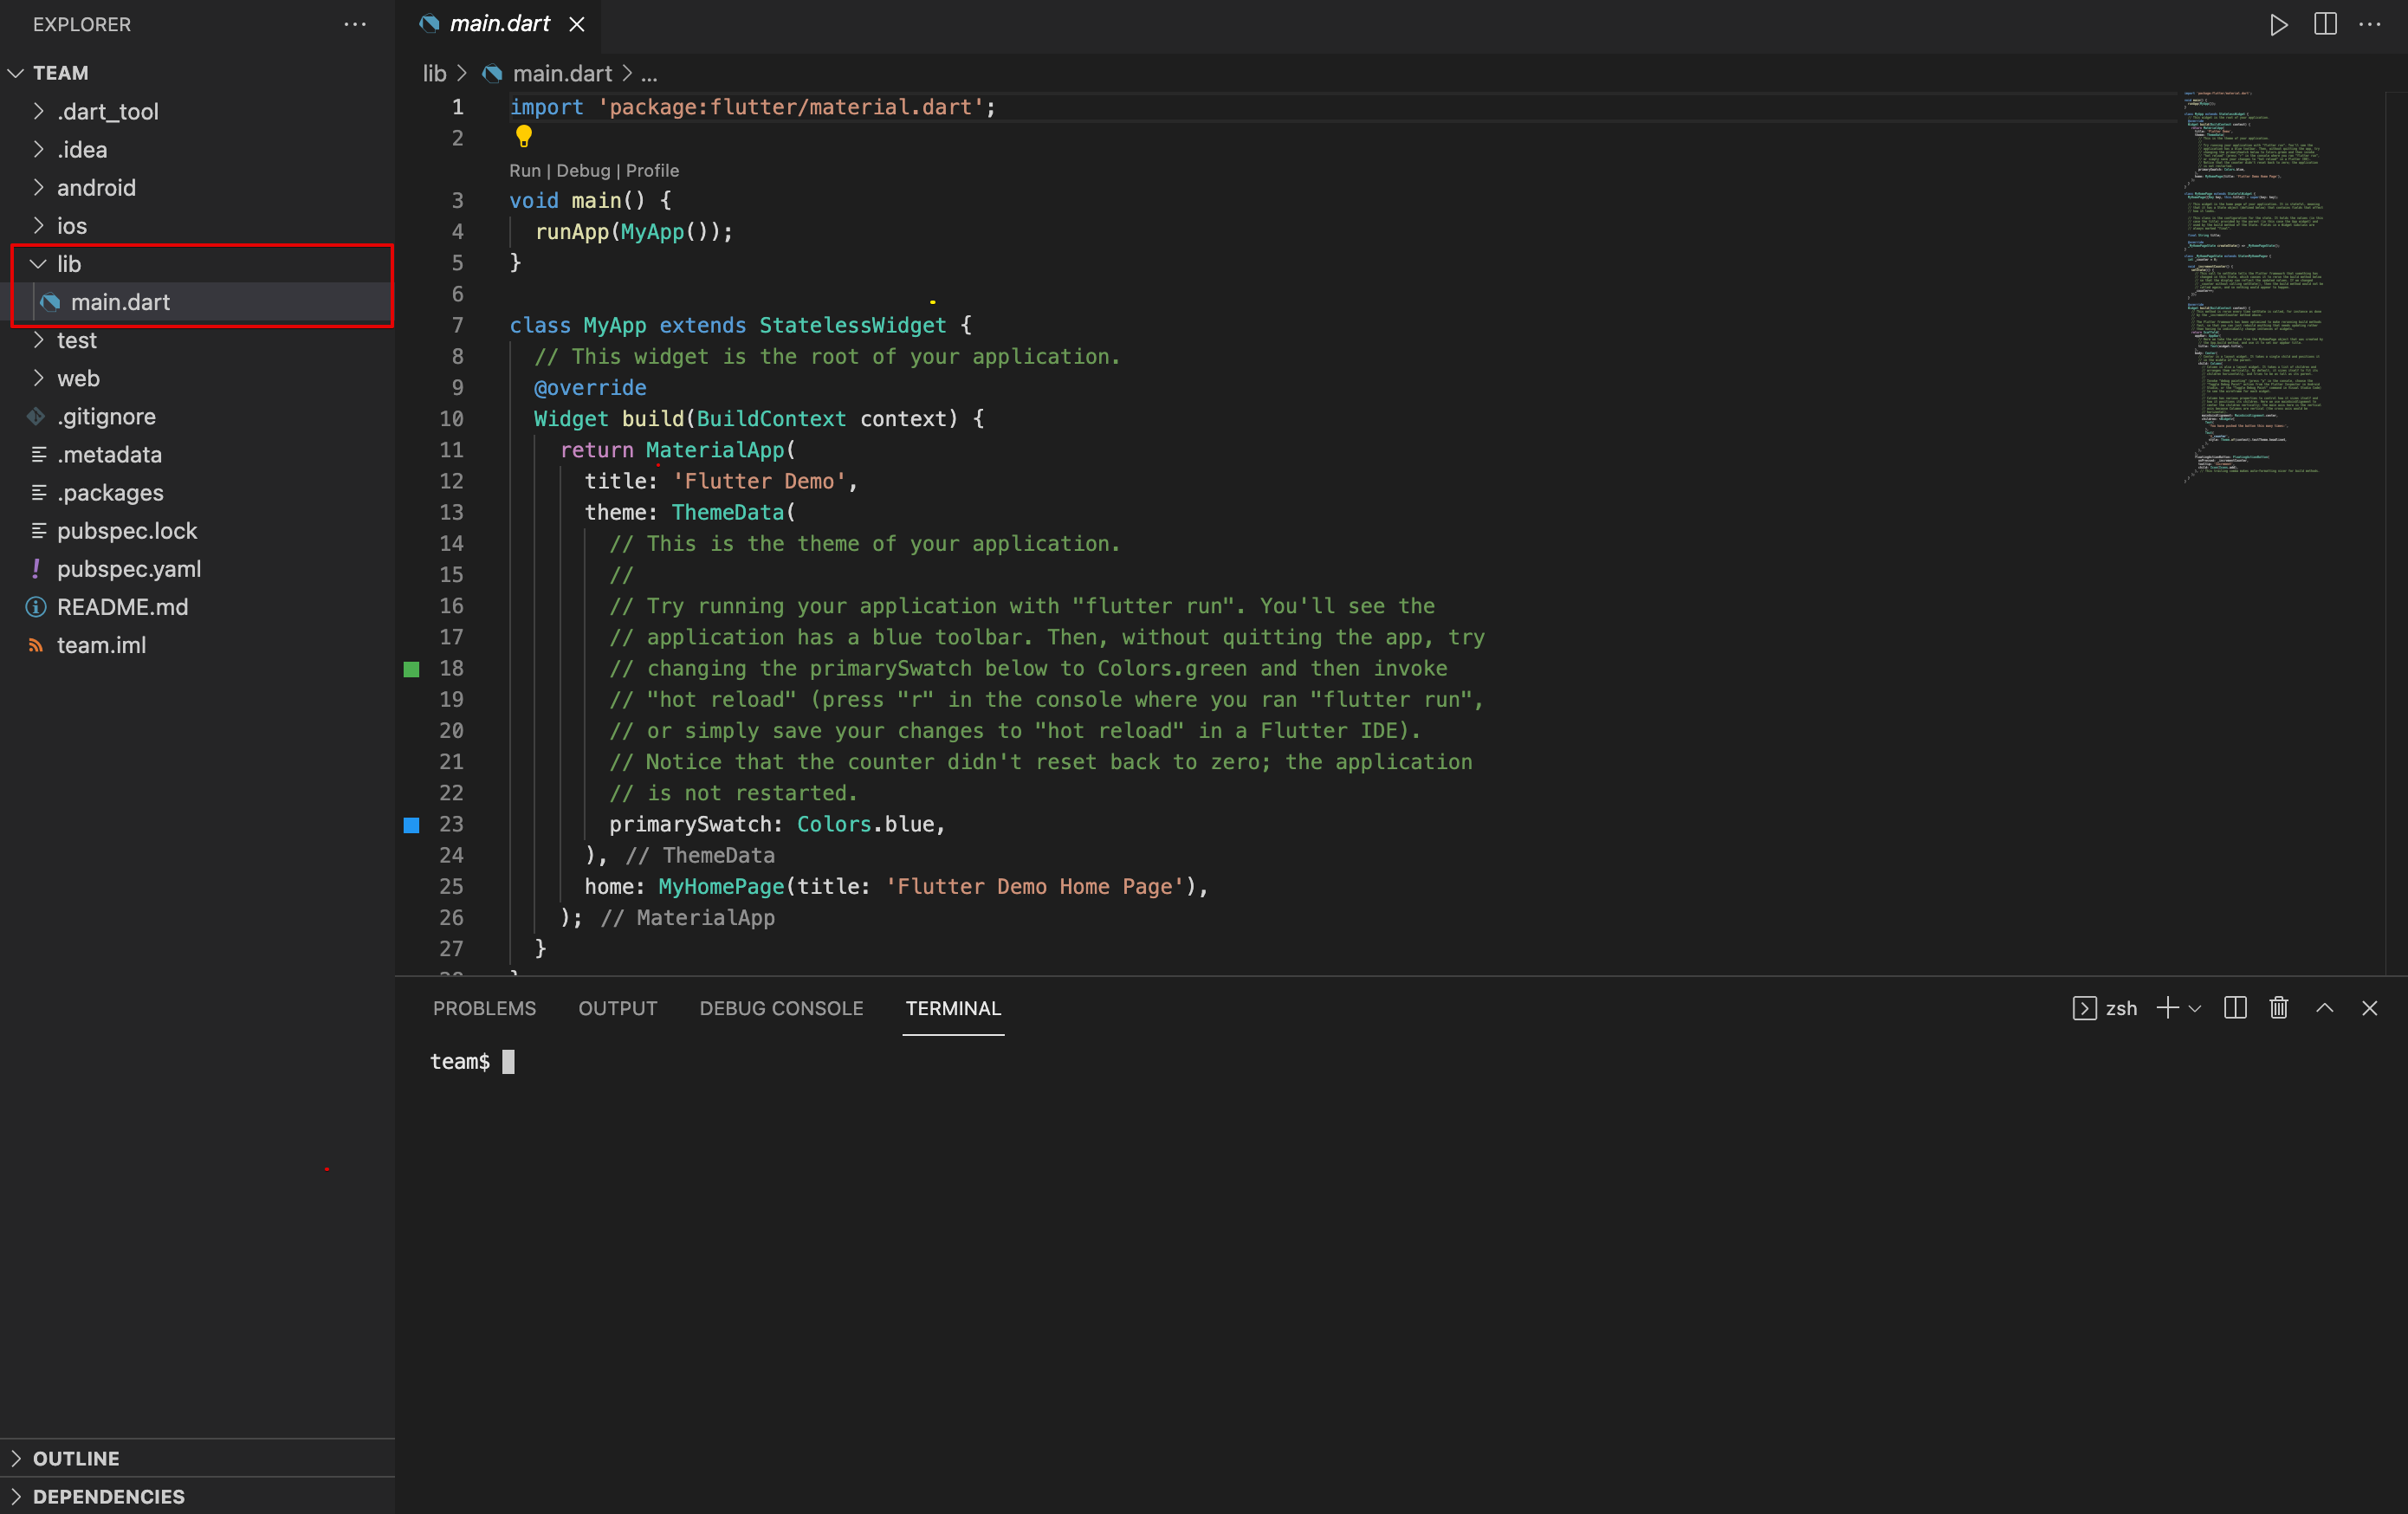 EXPLORER
TEAM
.dart_tool
.idea
android
ios
lib
main.dart
test
web
.gitignore
.metadata
.packages
pubspec.lock
pubspec.yaml
README.md
team.iml
OUTLINE
DEPENDENCIES
main.dart
lib > main.dart > ...
1 import 'package:flutter/material.dart';
2
Run | Debug | Profile
3 void main() {
4 runApp(MyApp());
5 }
6
7 class MyApp extends StatelessWidget {
8 // This widget is the root of your application.
9 @override
10 Widget build(BuildContext context) {
11 return MaterialApp(
12 title: 'Flutter Demo',
13 theme: ThemeData(
14 // This is the theme of your application.
15 //
16 // Try running your application with "flutter run". You'll see the
17 // application has a blue toolbar. Then, without quitting the app, try
18 // changing the primarySwatch below to Colors.green and then invoke
19 // "hot reload" (press "r" in the console where you ran "flutter run",
20 // or simply save your changes to "hot reload" in a Flutter IDE).
21 // Notice that the counter didn't reset back to zero; the application
22 // is not restarted.
23 primarySwatch: Colors.blue,
24 ), // ThemeData
25 home: MyHomePage(title: 'Flutter Demo Home Page'),
26 ); // MaterialApp
27 }
PROBLEMS OUTPUT DEBUG CONSOLE TERMINAL zsh
team$